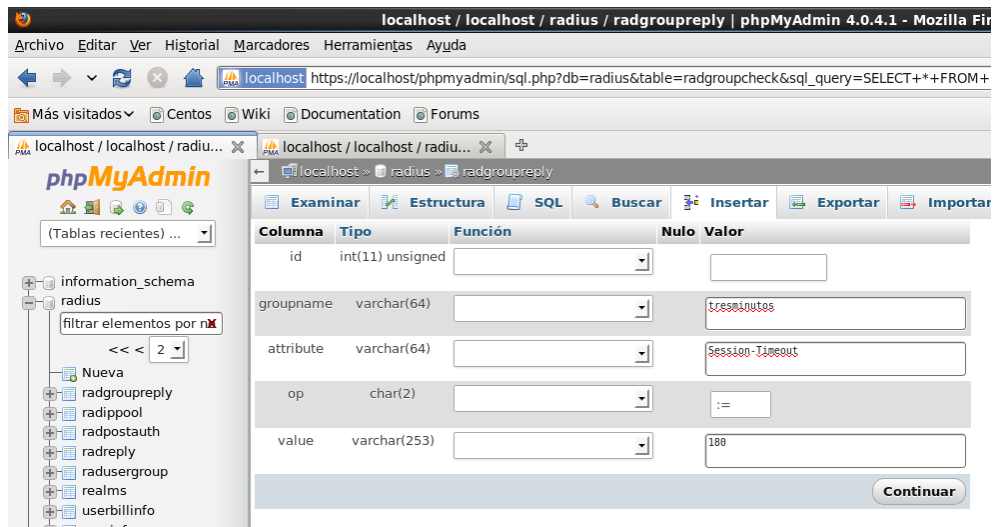 localhost / localhost / radius / radgroupreply | phpMyAdmin 4.0.4.1 - Mozilla Fir
Archivo Editar Ver Historial Marcadores Herramientas Ayuda
PMA localhost https://localhost/phpmyadmin/sql.php?db=radius&table=radgroupcheck&sql_query=SELECT+*+FROM+
Más visitados Centos Wiki Documentation Forums
PMA localhost / localhost / radiu... PMA localhost / localhost / radiu...
phpMyAdmin
(Tablas recientes) ...
information_schema
radius
filtrar elementos por no
<< < 2
Nueva
radgroupreply
radippool
radpostauth
radreply
radusergroup
realms
userbillinfo
localhost » radius » radgroupreply
Examinar Estructura SQL Buscar Insertar Exportar Importar
Columna Tipo Función Nulo Valor
id int(11) unsigned
groupname varchar(64) tresminutos
attribute varchar(64) Session-Timeout
op char(2) :=
value varchar(253) 180
Continuar